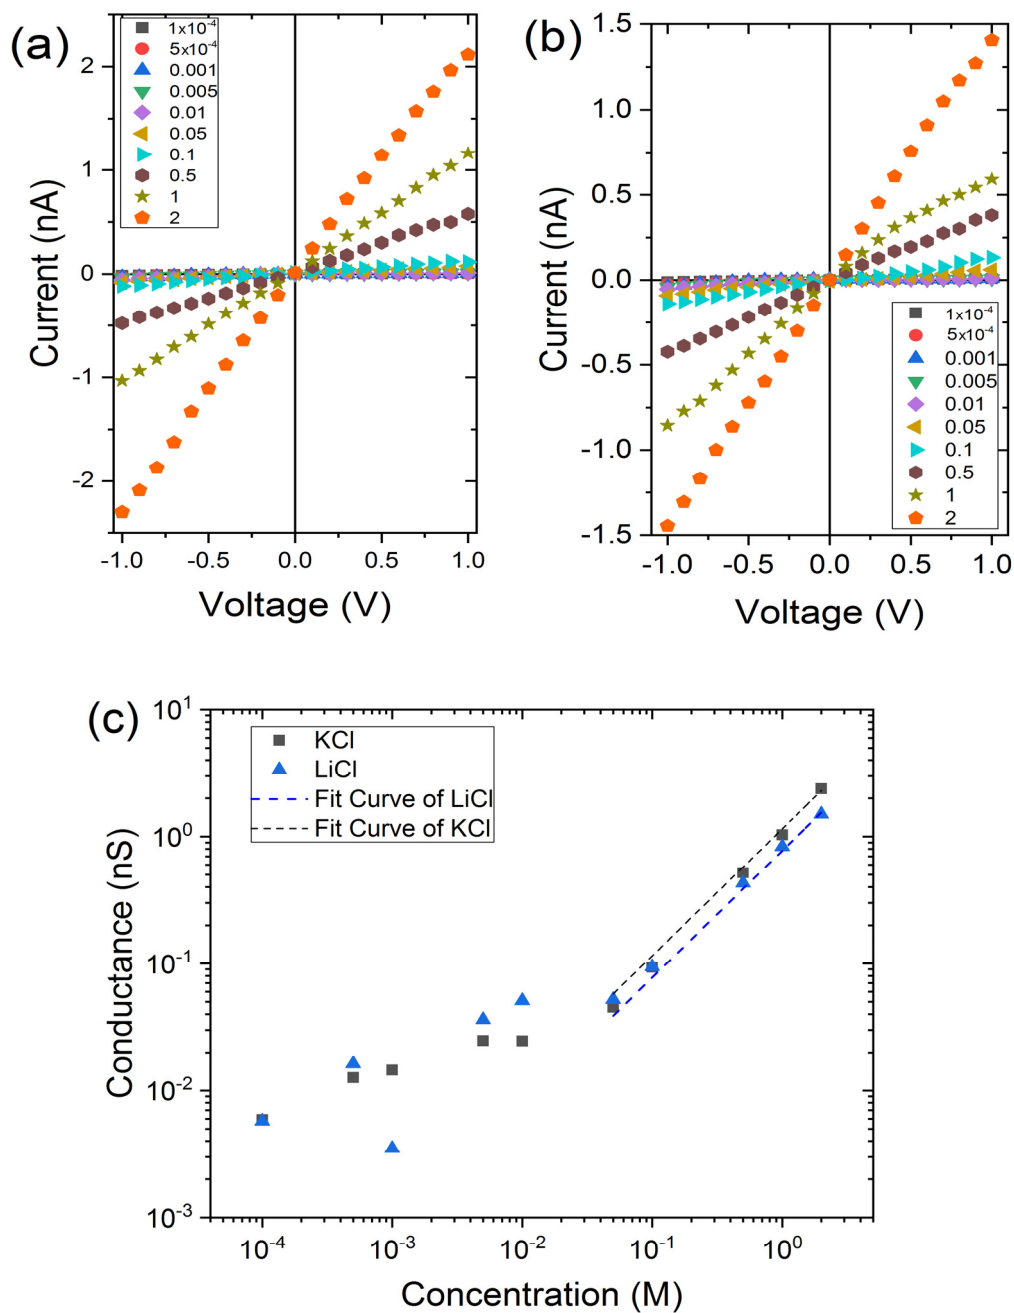 (a)
1x10⁻⁴
5x10⁻⁴
0.001
0.005
0.01
0.05
0.1
0.5
1
2
2
1
0
-1
-2
Current (nA)
-1.0 -0.5 0.0 0.5 1.0
Voltage (V)
(b)
1.5
1.0
0.5
0.0
-0.5
-1.0
-1.5
Current (nA)
1x10⁻⁴
5x10⁻⁴
0.001
0.005
0.01
0.05
0.1
0.5
1
2
-1.0 -0.5 0.0 0.5 1.0
Voltage (V)
(c)
KCl
LiCl
Fit Curve of LiCl
Fit Curve of KCl
10¹
10⁰
10⁻¹
10⁻²
10⁻³
Conductance (nS)
10⁻⁴ 10⁻³ 10⁻² 10⁻¹ 10⁰
Concentration (M)